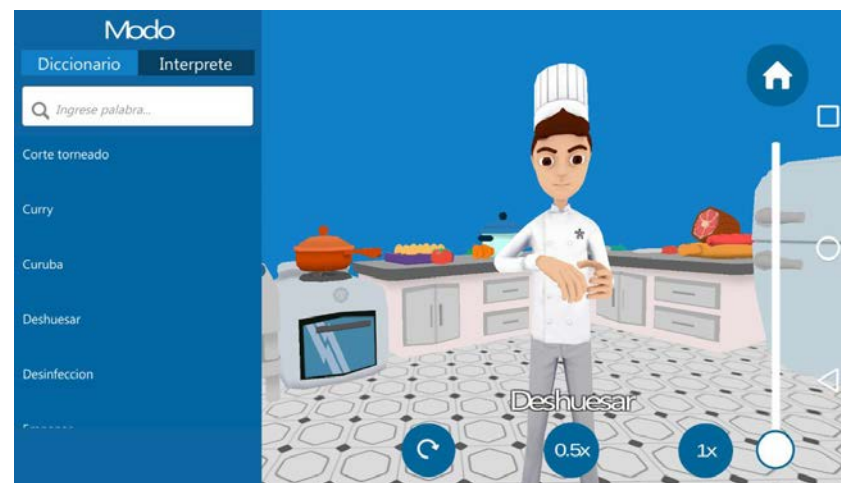 Modo
Diccionario Interprete
Ingrese palabra...
Corte torneado
Curry
Curuba
Deshuesar
Desinfeccion
Deshuesar
0.5x 1x